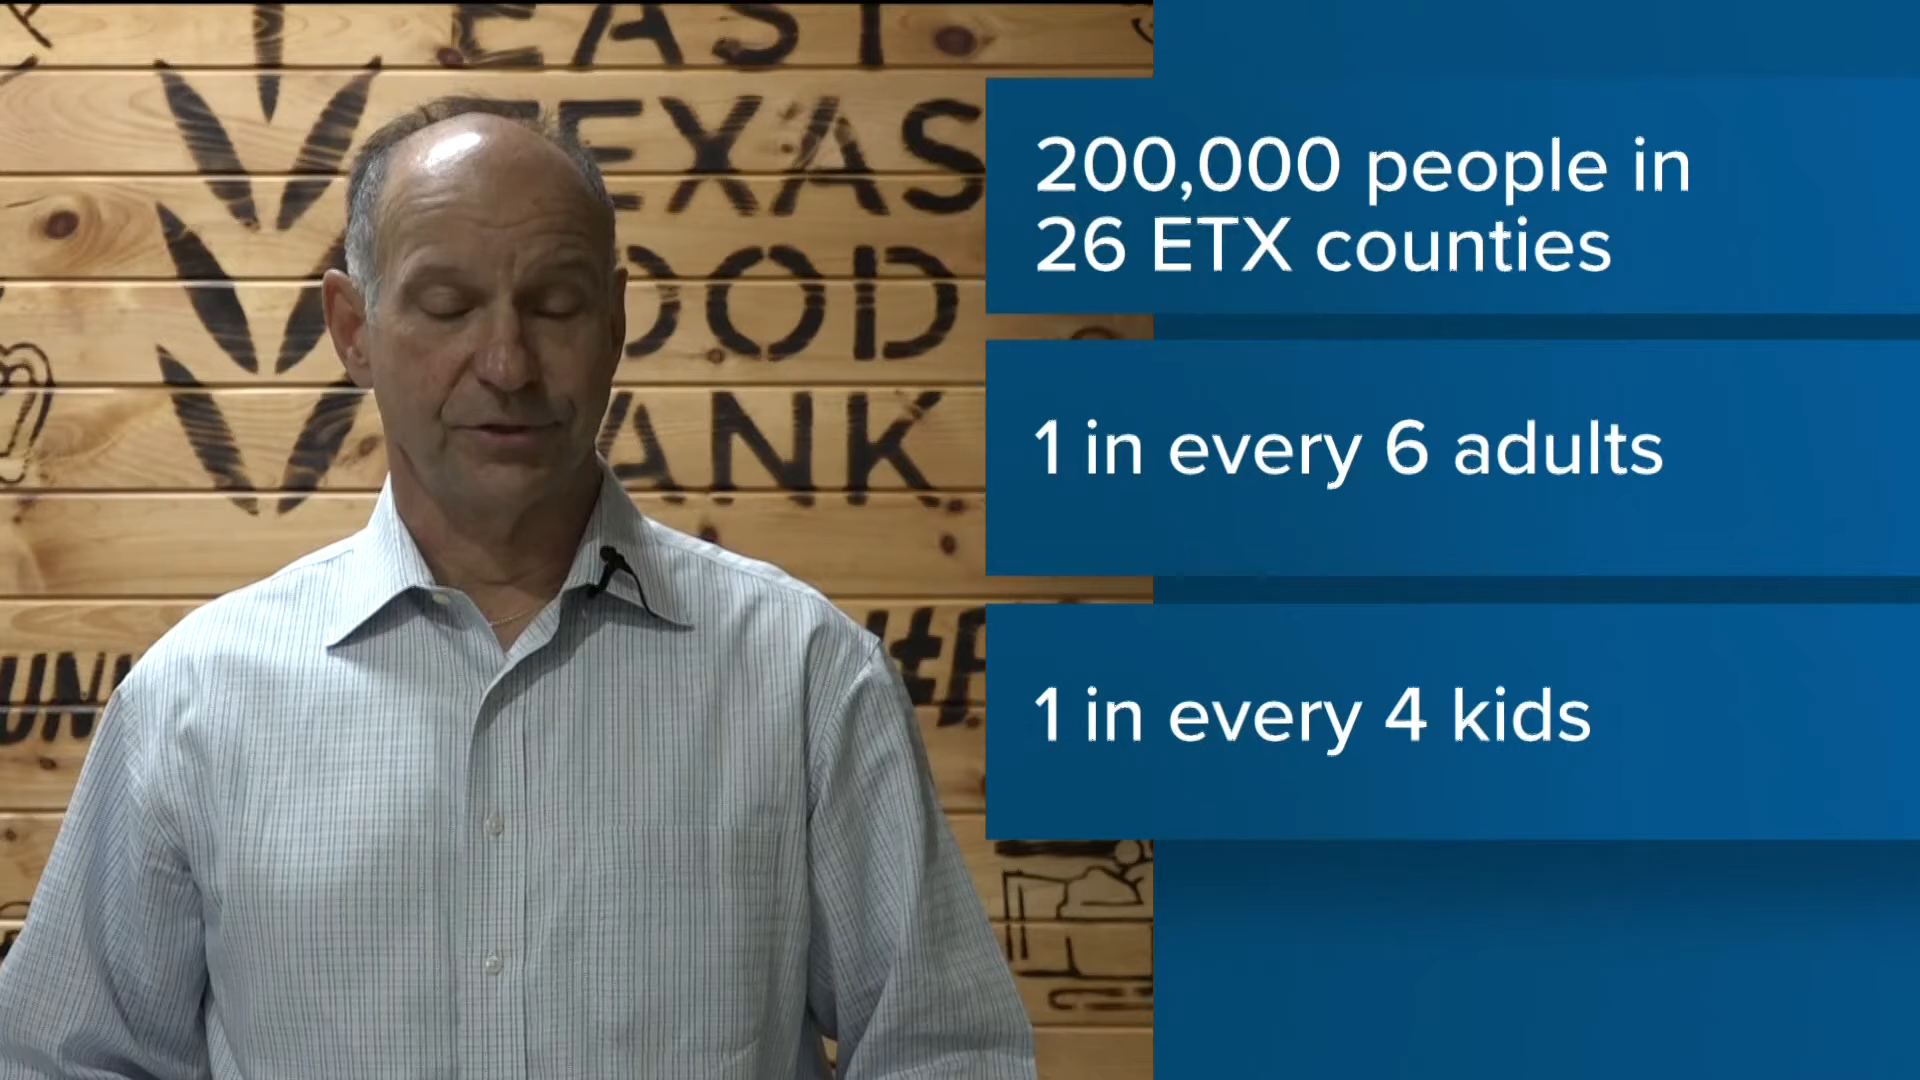 EAST
TEXAS
FOOD
BANK
200,000 people in
26 ETX counties
1 in every 6 adults
1 in every 4 kids